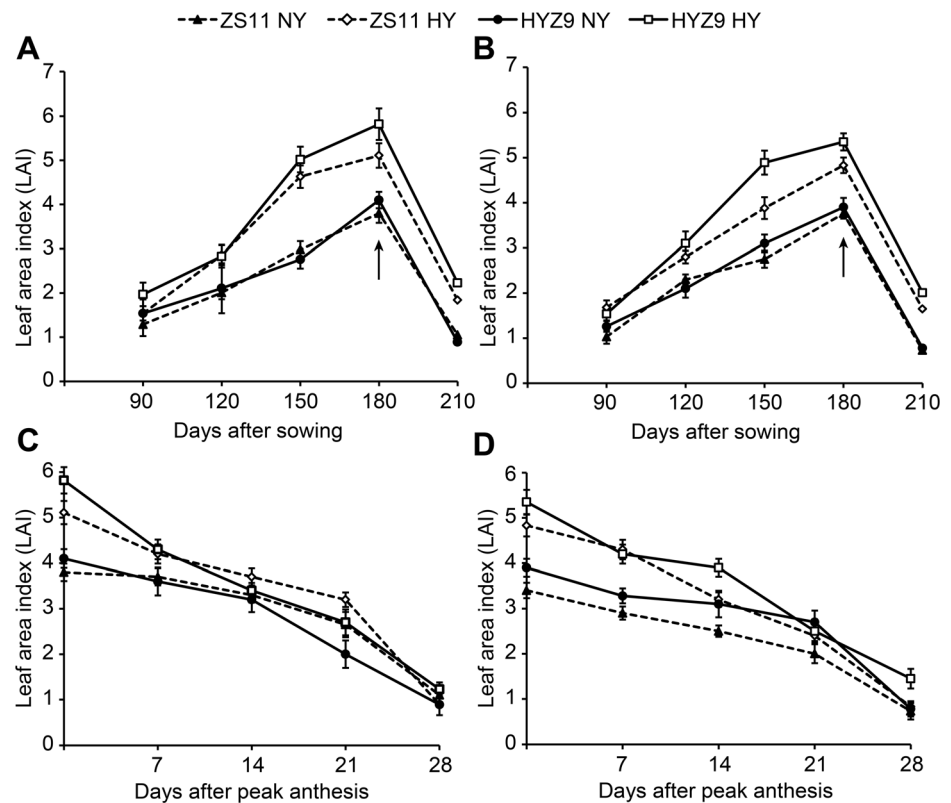 ZS11 NY ZS11 HY HYZ9 NY HYZ9 HY
A
7
6
5
4
3
2
1
0
Leaf area index (LAI)
90 120 150 180 210
Days after sowing
B
7
6
5
4
3
2
1
0
Leaf area index (LAI)
90 120 150 180 210
Days after sowing
C
6
5
4
3
2
1
0
Leaf area index (LAI)
7 14 21 28
Days after peak anthesis
D
6
5
4
3
2
1
0
Leaf area index (LAI)
7 14 21 28
Days after peak anthesis